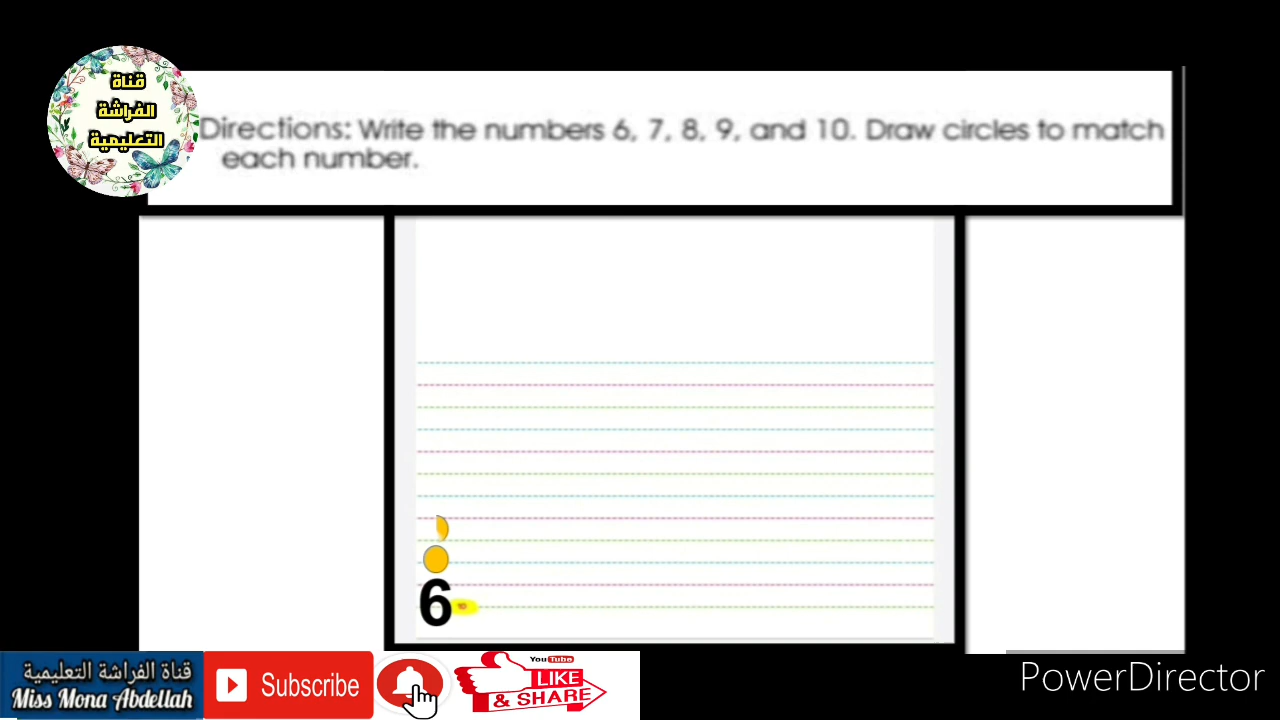 قناة
الفراشة
التعليمية
Directions: Write the numbers 6, 7, 8, 9, and 10. Draw circles to match
each number.
6
قناة الفراشة التعليمية
Miss Mona Abdellah
Subscribe
YouTube
LIKE
& SHARE
PowerDirector